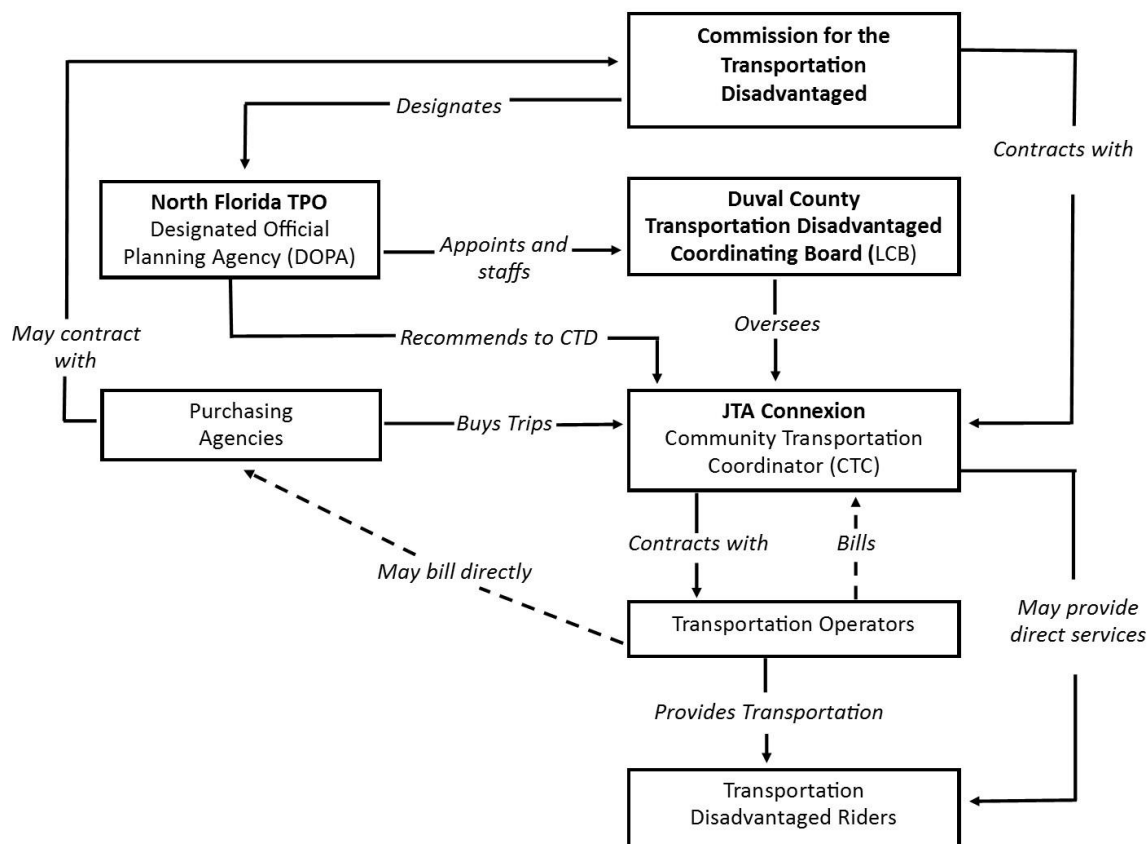 Commission for the
Transportation
Disadvantaged
Designates
Contracts with
North Florida TPO
Designated Official
Planning Agency (DOPA)
Appoints and
staffs
Duval County
Transportation Disadvantaged
Coordinating Board (LCB)
May contract
with
Recommends to CTD
Oversees
Purchasing
Agencies
Buys Trips
JTA Connexion
Community Transportation
Coordinator (CTC)
Contracts with
Bills
May bill directly
Transportation Operators
May provide
direct services
Provides Transportation
Transportation
Disadvantaged Riders